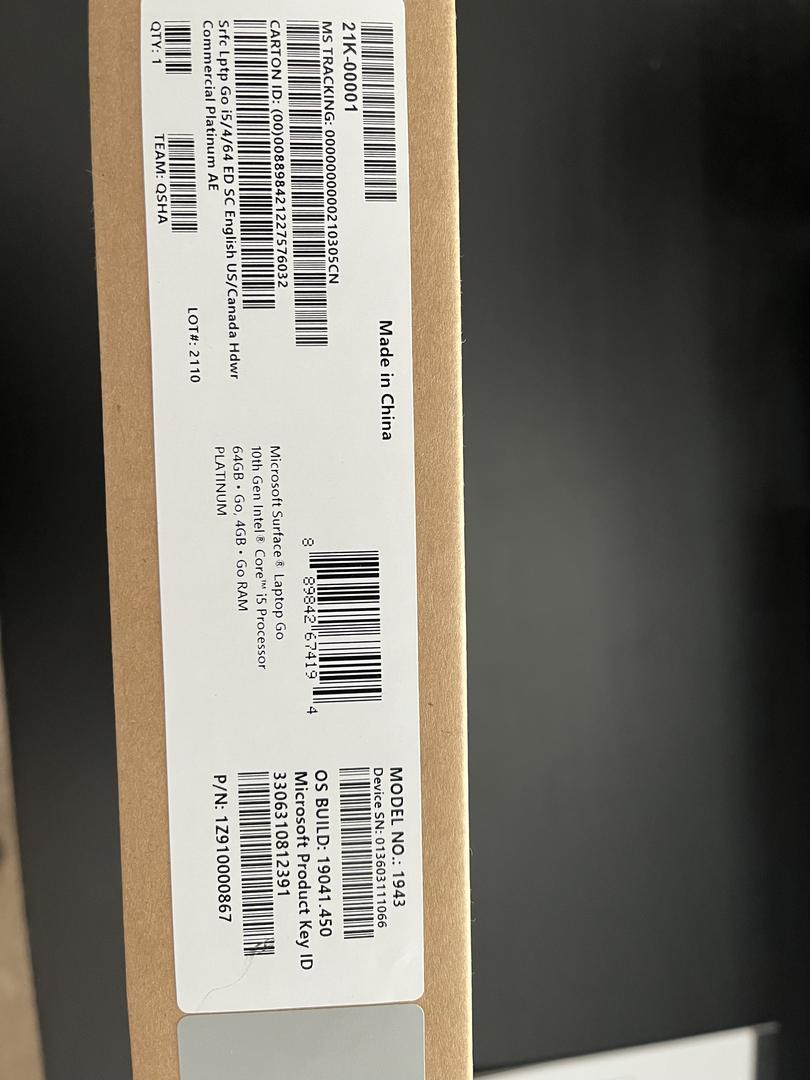 21K-00001
MS TRACKING: 0000000000210305CN
CARTON ID: (00)008898421227576032
Srfc Lptp Go i5/4/64 ED SC English US/Canada Hdwr
Commercial Platinum AE
QTY: 1
TEAM: QSHA
LOT#: 2110
Made in China
8 89842 67419 4
Microsoft Surface® Laptop Go
10th Gen Intel® Core™ i5 Processor
64GB • Go, 4GB • Go RAM
PLATINUM
MODEL NO.: 1943
Device SN: 013603111066
OS BUILD: 19041.450
Microsoft Product Key ID
3306310812391
P/N: 1Z910000867